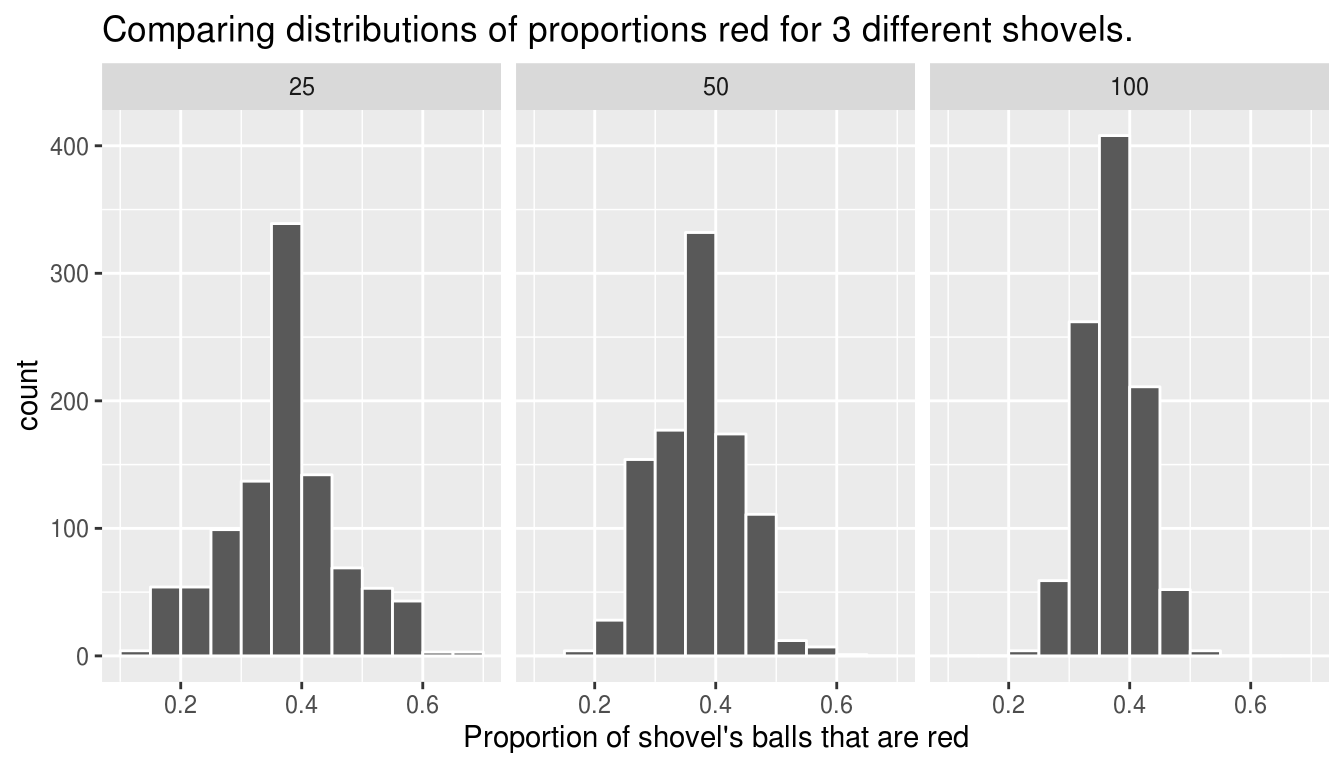 Comparing distributions of proportions red for 3 different shovels.
25 50 100
400
300
200
100
0
count
0.2 0.4 0.6 0.2 0.4 0.6 0.2 0.4 0.6
Proportion of shovel's balls that are red